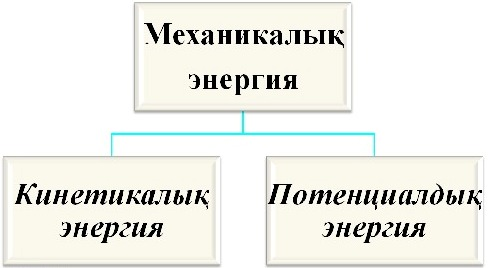 Механикалық
энергия
Кинетикалық
энергия
Потенциалдық
энергия